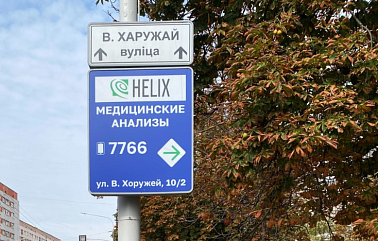 В. ХАРУЖАЙ
вуліца
HELIX
МЕДИЦИНСКИЕ
АНАЛИЗЫ
7766
ул. В. Хоружей, 10/2